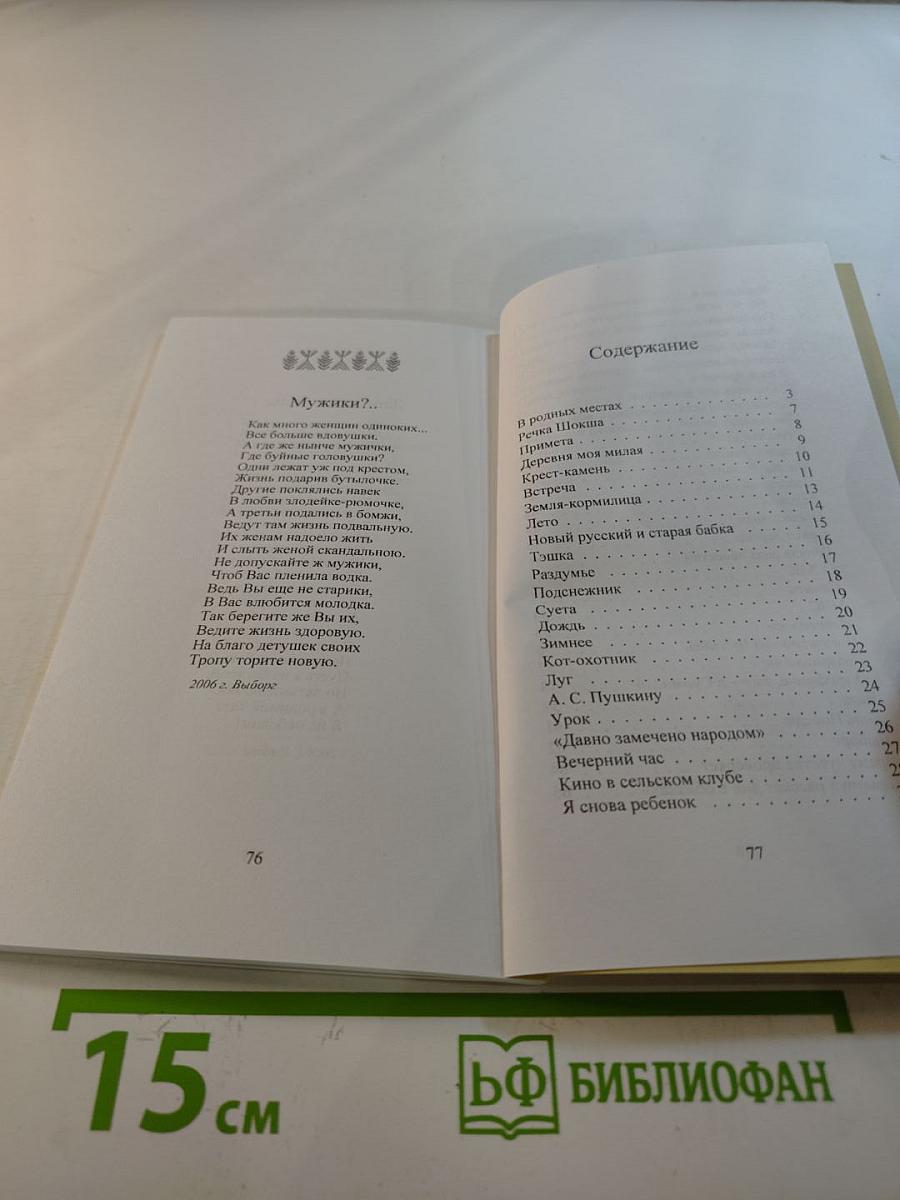 Мужики?..
Как много женщин одиноких...
Все больше вдовушки.
А где же нынче мужички,
Где буйные головушки?
Одни лежат уж под крестом,
Жизнь подарив бутылочке.
Другие поклялись навек
В любви злодейке-рюмочке,
А третьи подались в бомжи,
Ведут там жизнь подвальную.
Их женам надоело жить
И слыть женой скандальною.
Не допускайте ж мужики,
Чтоб Вас пленила водка.
Ведь Вы еще не старики,
В Вас влюбится молодка.
Так берегите же Вы их,
Ведите жизнь здоровую.
На благо детушек своих
Тропу торите новую.
2006 г. Выборг
76
Содержание
В родных местах . . . . . . . . . . . . 3
Речка Шокша . . . . . . . . . . . . 7
Примета . . . . . . . . . . . . 8
Деревня моя милая . . . . . . . . . . . . 9
Крест-камень . . . . . . . . . . . . 10
Встреча . . . . . . . . . . . . 11
Земля-кормилица . . . . . . . . . . . . 13
Лето . . . . . . . . . . . . 14
Новый русский и старая бабка . . . . . . 15
Тэшка . . . . . . . . . . . . 16
Раздумье . . . . . . . . . . . . 17
Подснежник . . . . . . . . . . . . 18
Суета . . . . . . . . . . . . 19
Дождь . . . . . . . . . . . . 20
Зимнее . . . . . . . . . . . . 21
Кот-охотник . . . . . . . . . . . . 22
Луг . . . . . . . . . . . . 23
А. С. Пушкину . . . . . . . . . . . . 24
Урок . . . . . . . . . . . . 25
«Давно замечено народом» . . . . . . . 26
Вечерний час . . . . . . . . . . . . 27
Кино в сельском клубе . . . . . . . . . .
Я снова ребенок . . . . . . . . . . . .
77
15 см
БФ БИБЛИОФАН